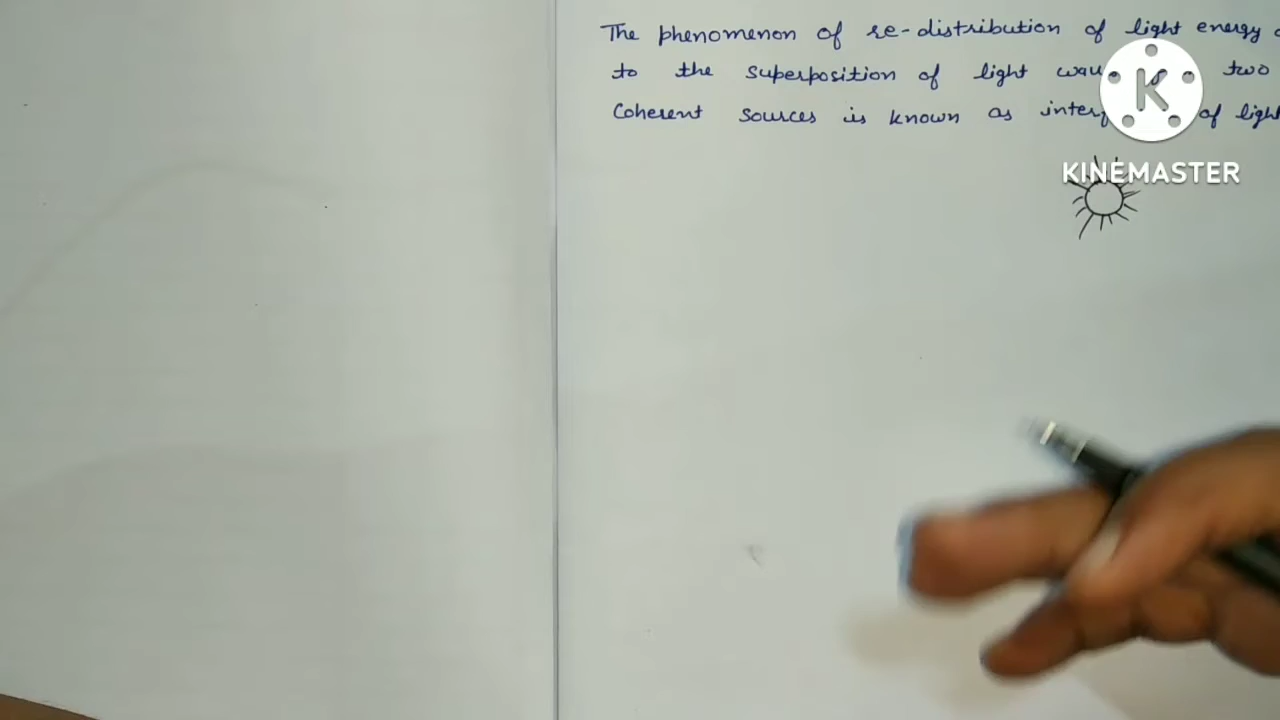 The phenomenon of re-distribution of light energy
to the superposition of light two
Coherent sources is known as of light
K
KINEMASTER